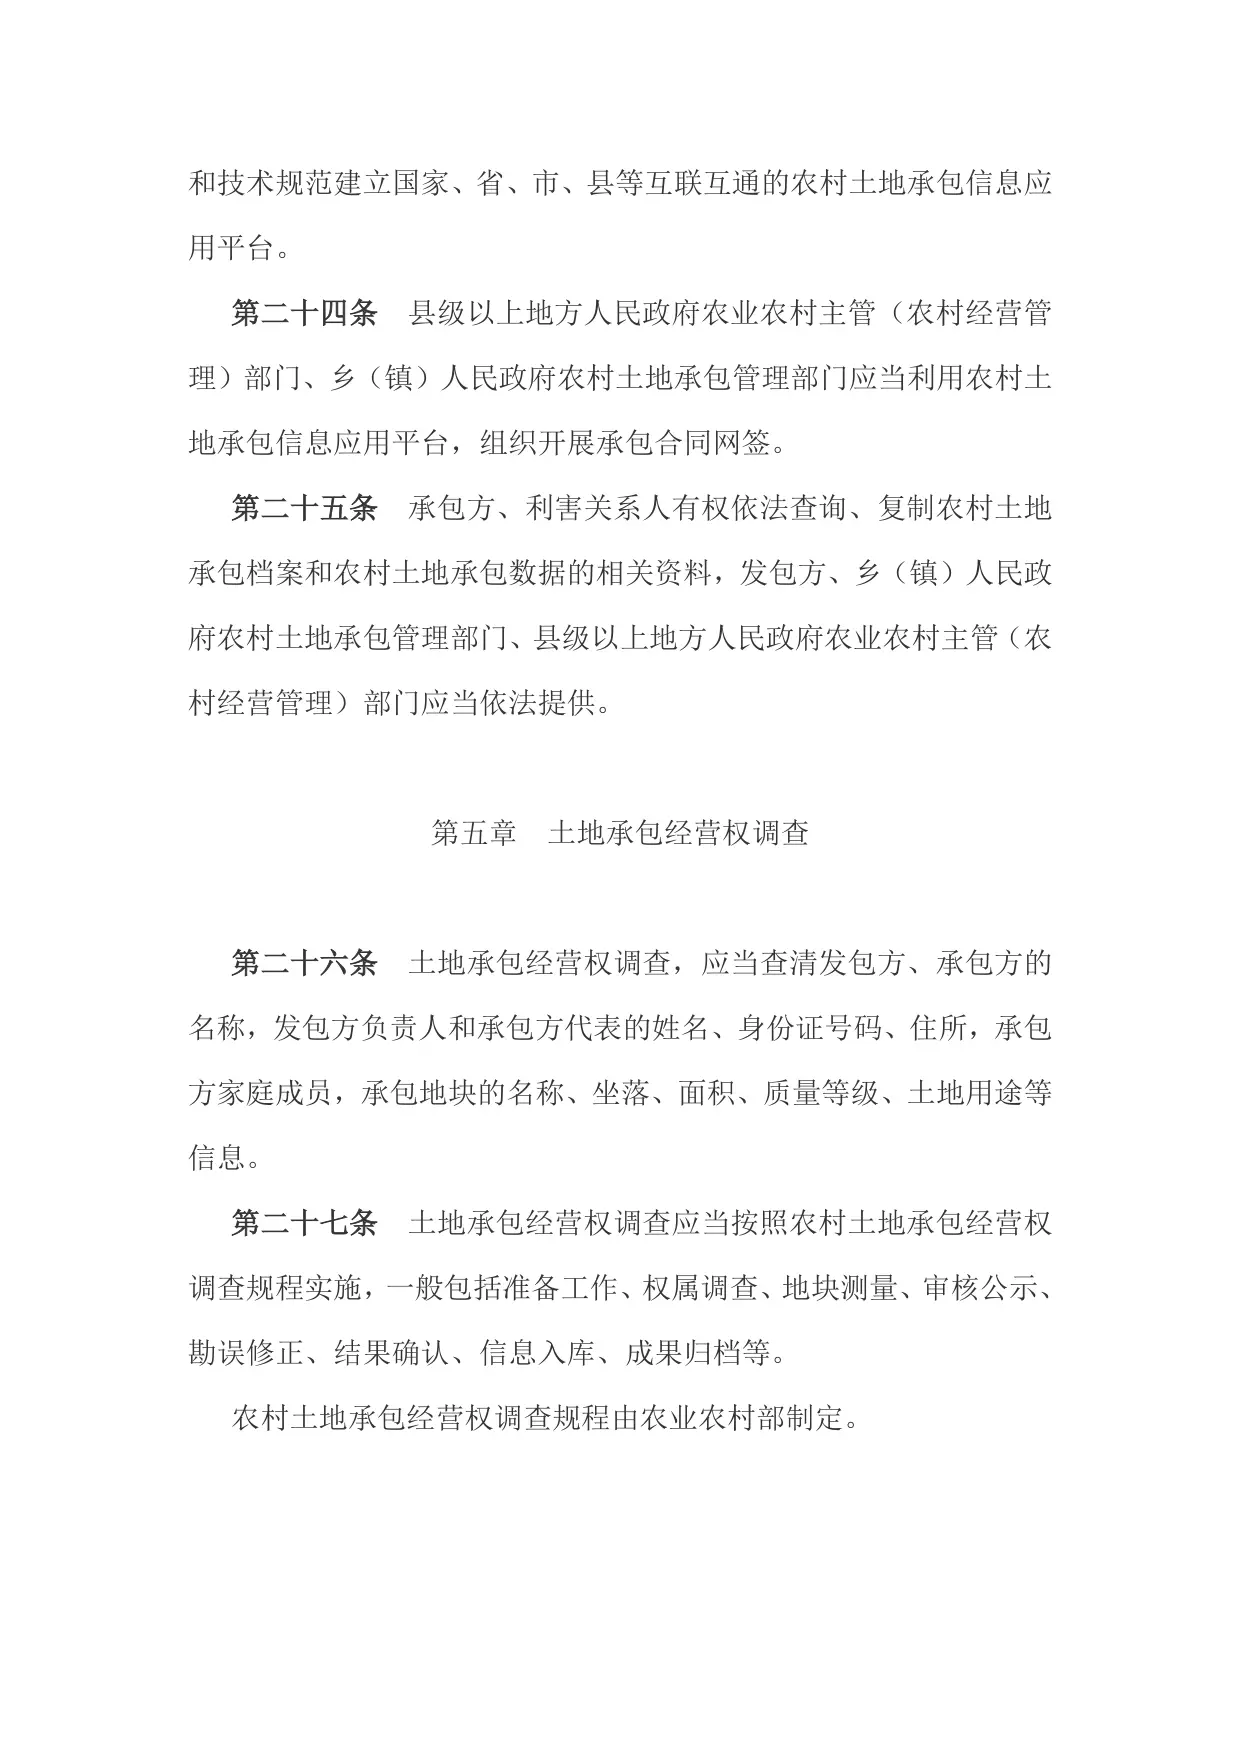 和技术规范建立国家、省、市、县等互联互通的农村土地承包信息应
用平台。
第二十四条　县级以上地方人民政府农业农村主管（农村经营管
理）部门、乡（镇）人民政府农村土地承包管理部门应当利用农村土
地承包信息应用平台，组织开展承包合同网签。
第二十五条　承包方、利害关系人有权依法查询、复制农村土地
承包档案和农村土地承包数据的相关资料，发包方、乡（镇）人民政
府农村土地承包管理部门、县级以上地方人民政府农业农村主管（农
村经营管理）部门应当依法提供。
第五章　土地承包经营权调查
第二十六条　土地承包经营权调查，应当查清发包方、承包方的
名称，发包方负责人和承包方代表的姓名、身份证号码、住所，承包
方家庭成员，承包地块的名称、坐落、面积、质量等级、土地用途等
信息。
第二十七条　土地承包经营权调查应当按照农村土地承包经营权
调查规程实施，一般包括准备工作、权属调查、地块测量、审核公示、
勘误修正、结果确认、信息入库、成果归档等。
农村土地承包经营权调查规程由农业农村部制定。